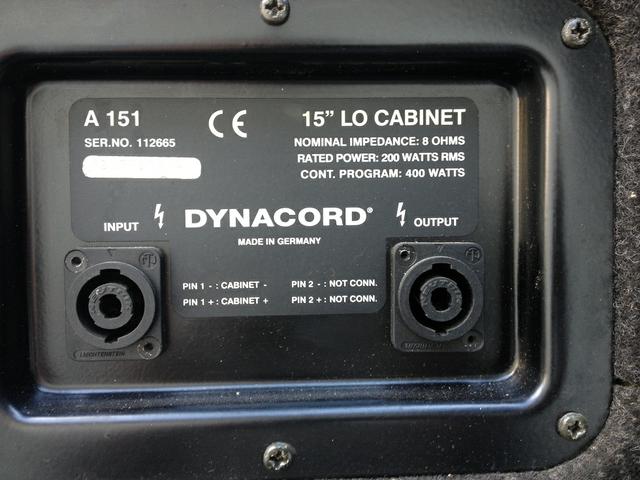 A 151
SER.NO. 112665
CE
15” LO CABINET
NOMINAL IMPEDANCE: 8 OHMS
RATED POWER: 200 WATTS RMS
CONT. PROGRAM: 400 WATTS
INPUT
DYNACORD®
OUTPUT
MADE IN GERMANY
PIN 1 - : CABINET - PIN 2 - : NOT CONN.
PIN 1 + : CABINET + PIN 2 + : NOT CONN.
LIECHTENSTEIN